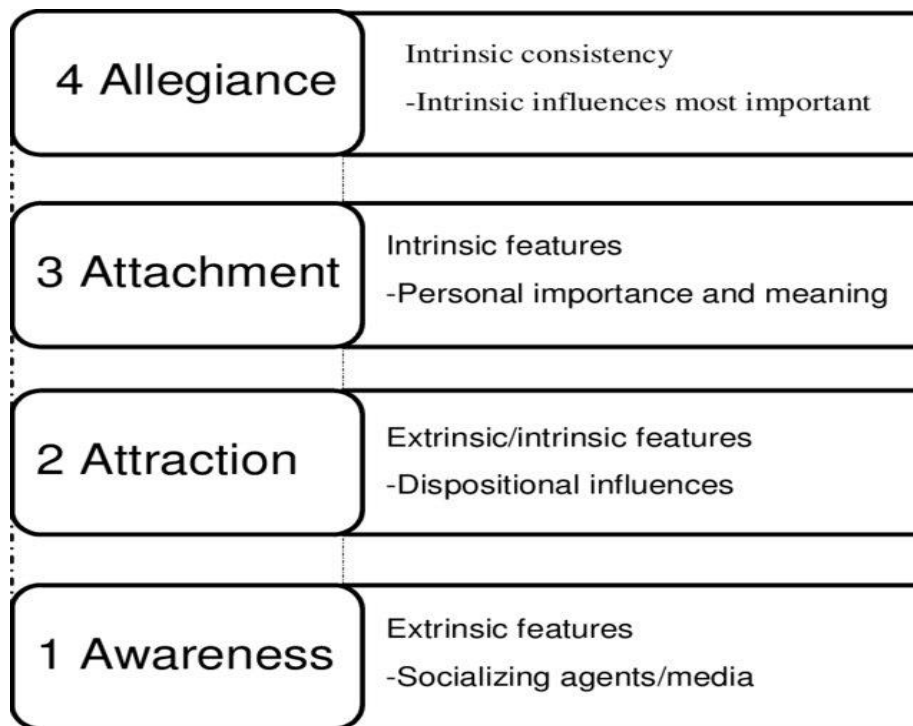 4 Allegiance
Intrinsic consistency
-Intrinsic influences most important
3 Attachment
Intrinsic features
-Personal importance and meaning
2 Attraction
Extrinsic/intrinsic features
-Dispositional influences
1 Awareness
Extrinsic features
-Socializing agents/media